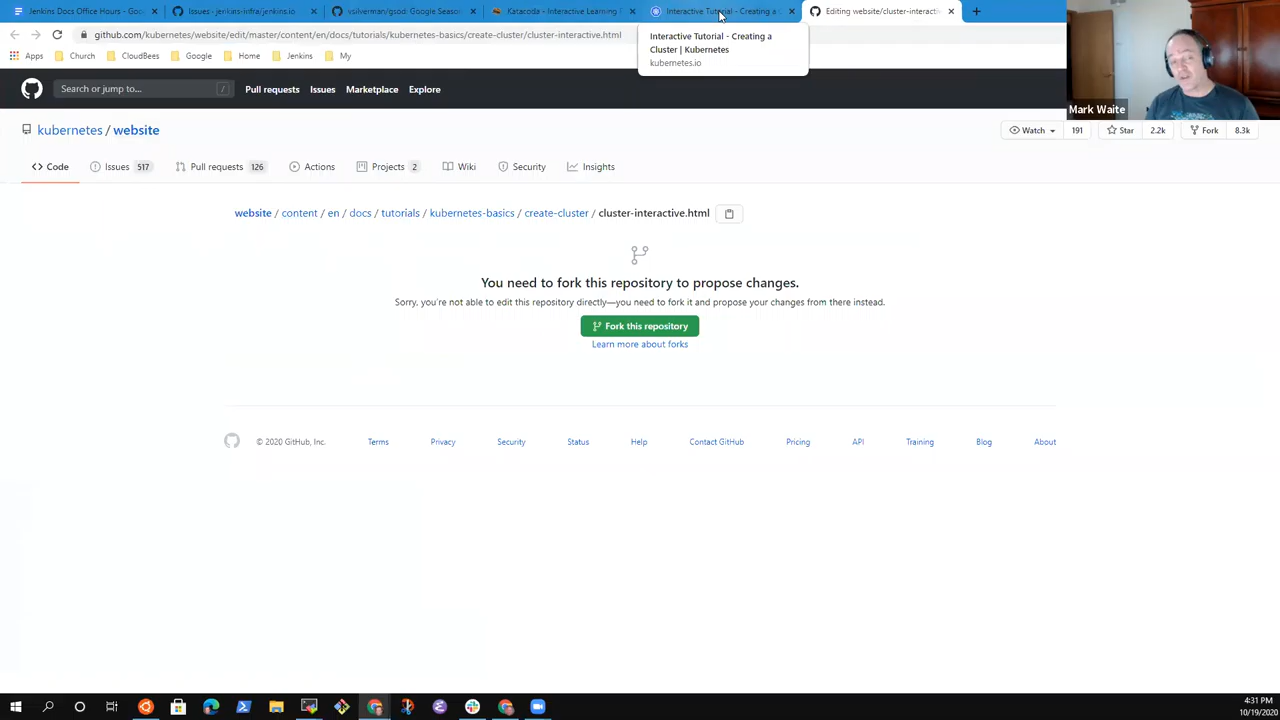 Jenkins Docs Office Hours - Goo
Issues - jenkins-infra/jenkins.io
vsilverman/gsod: Google Season
Katacoda - Interactive Learning
Interactive Tutorial - Creating a C
Editing website/cluster-interactiv
github.com/kubernetes/website/edit/master/content/en/docs/tutorials/kubernetes-basics/create-cluster/cluster-interactive.html
Interactive Tutorial - Creating a
Cluster | Kubernetes
kubernetes.io
Apps
Church
CloudBees
Google
Home
Jenkins
My
Search or jump to...
/
Pull requests
Issues
Marketplace
Explore
Mark Waite
kubernetes / website
Watch
191
Star
2.2k
Fork
8.3k
Code
Issues 517
Pull requests 126
Actions
Projects 2
Wiki
Security
Insights
website / content / en / docs / tutorials / kubernetes-basics / create-cluster / cluster-interactive.html
You need to fork this repository to propose changes.
Sorry, you're not able to edit this repository directly—you need to fork it and propose your changes from there instead.
Fork this repository
Learn more about forks
© 2020 GitHub, Inc.
Terms
Privacy
Security
Status
Help
Contact GitHub
Pricing
API
Training
Blog
About
4:31 PM
10/19/2020